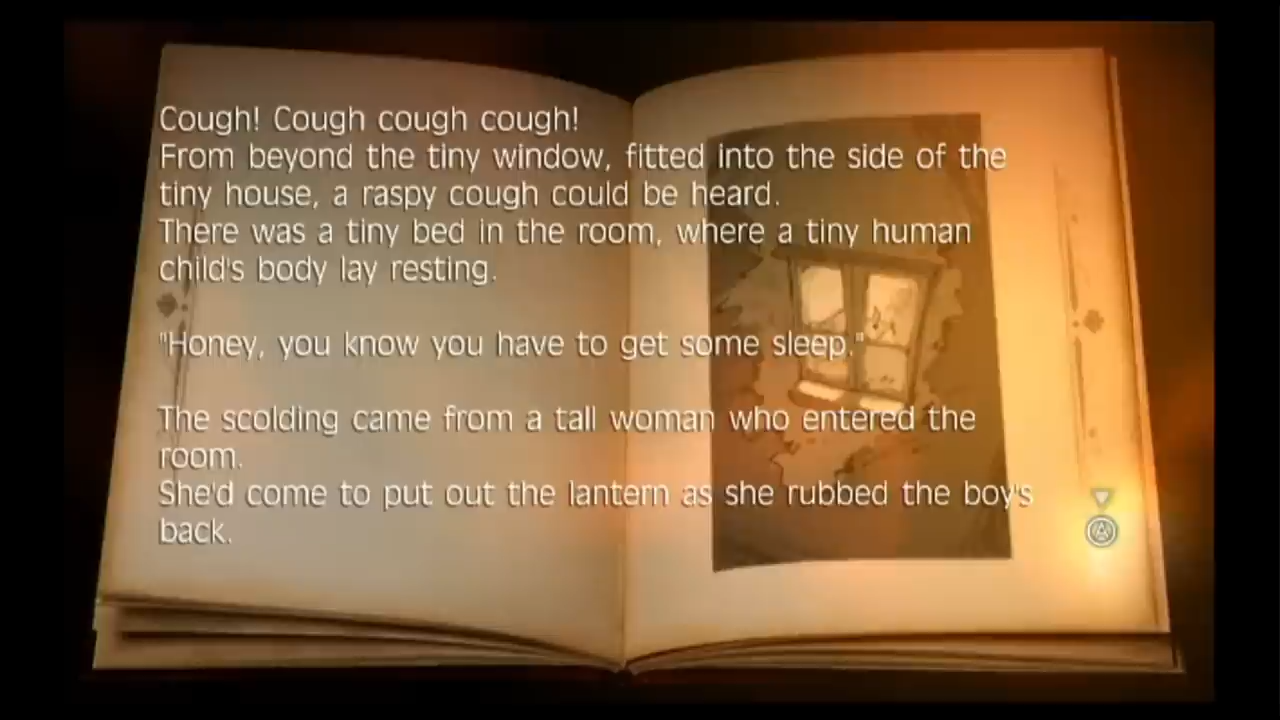 Cough! Cough cough cough!
From beyond the tiny window, fitted into the side of the
tiny house, a raspy cough could be heard.
There was a tiny bed in the room, where a tiny human
child's body lay resting.
"Honey, you know you have to get some sleep."
The scolding came from a tall woman who entered the
room.
She'd come to put out the lantern as she rubbed the boy's
back.
A